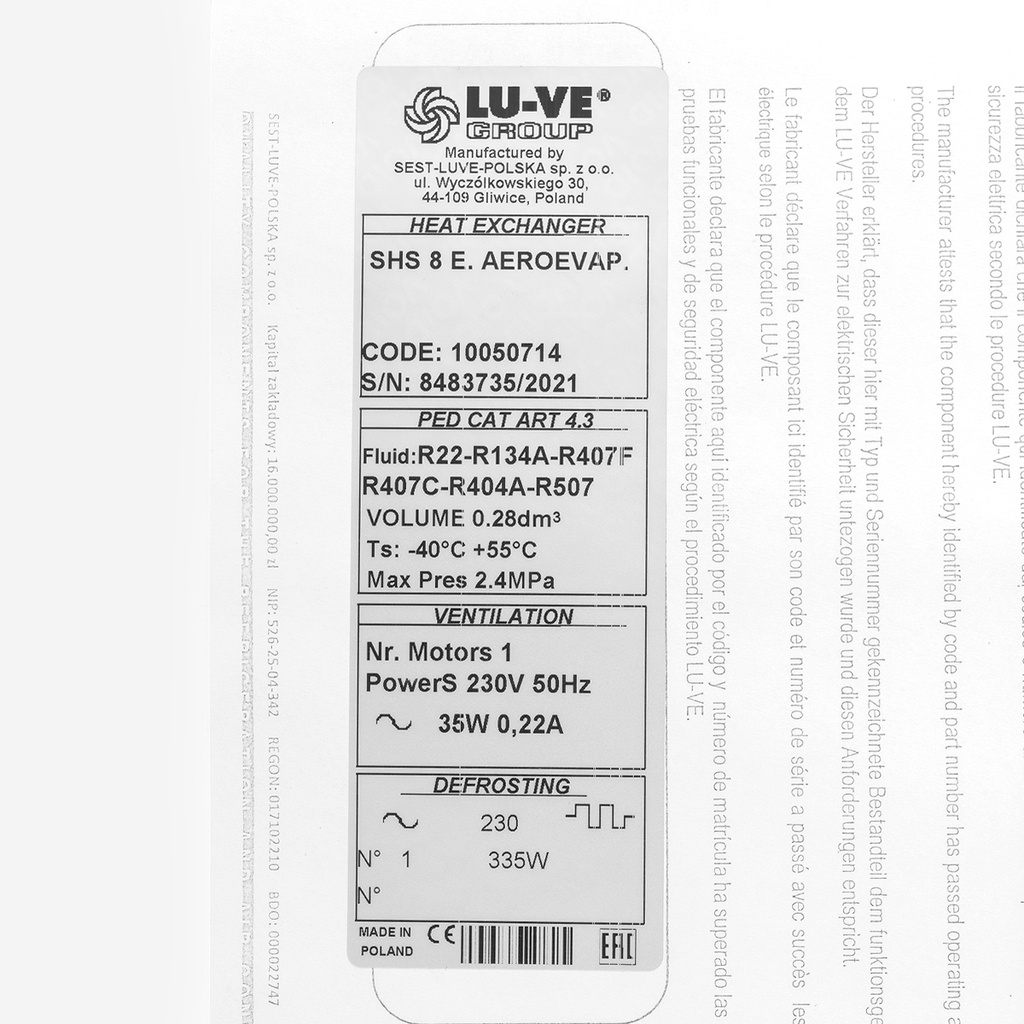 LU-VE®
GROUP
Manufactured by
SEST-LUVE-POLSKA sp. z o.o.
ul. Wyczólkowskiego 30,
44-109 Gliwice, Poland
HEAT EXCHANGER
SHS 8 E. AEROEVAP.
CODE: 10050714
S/N: 8483735/2021
PED CAT ART 4.3
Fluid:R22-R134A-R407F
R407C-R404A-R507
VOLUME 0.28dm³
Ts: -40°C +55°C
Max Pres 2.4MPa
VENTILATION
Nr. Motors 1
PowerS 230V 50Hz
35W 0,22A
DEFROSTING
230
N° 1 335W
N°
MADE IN
POLAND
CE
EAC
sicurezza elettrica secondo le procedure LU-VE.
The manufacturer attests that the component hereby identified by code and part number has passed operating
procedures.
Der Hersteller erklärt, dass dieser hier mit Typ und Seriennummer gekennzeichnete Bestandteil dem
dem LU-VE Verfahren zur elektrischen Sicherheit untezogen wurde und diesen Anforderungen entspricht.
Le fabricant déclare que le composant ici identifié par son code et numéro de série a passé avec succès les
électrique selon le procédure LU-VE.
El fabricante declara que el componente aquí identificado por el código y número de matrícula ha superado las
pruebas funcionales y de seguridad eléctrica según el procedimiento LU-VE.
SEST-LUVE-POLSKA sp. z o.o. Kapitał zakładowy: 16.000.000,00 zł NIP: 526-25-04-342 REGON: 017102210 BDO: 000022747